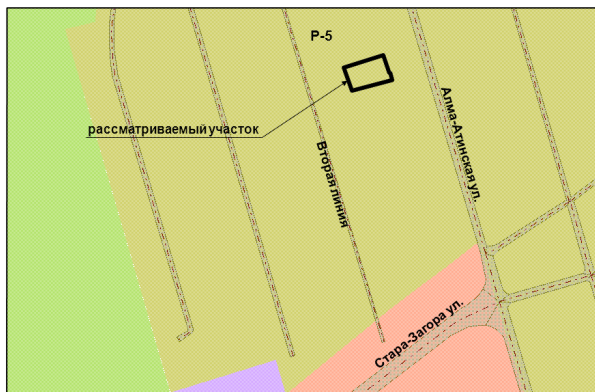 Р-5
рассматриваемый участок
Вторая линия
Алма-Атинская ул.
Стара-Загора ул.